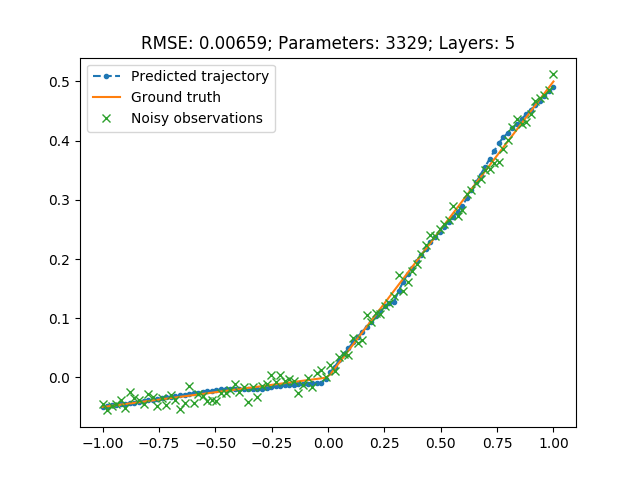 RMSE: 0.00659; Parameters: 3329; Layers: 5
Predicted trajectory
Ground truth
Noisy observations
0.5
0.4
0.3
0.2
0.1
0.0
−1.00 −0.75 −0.50 −0.25 0.00 0.25 0.50 0.75 1.00